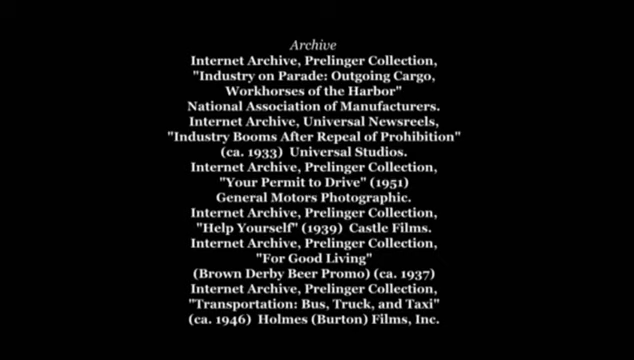 Archive
Internet Archive, Prelinger Collection,
"Industry on Parade: Outgoing Cargo,
Workhorses of the Harbor"
National Association of Manufacturers.
Internet Archive, Universal Newsreels,
"Industry Booms After Repeal of Prohibition"
(ca. 1933)  Universal Studios.
Internet Archive, Prelinger Collection,
"Your Permit to Drive" (1951)
General Motors Photographic.
Internet Archive, Prelinger Collection,
"Help Yourself" (1939)  Castle Films.
Internet Archive, Prelinger Collection,
"For Good Living"
(Brown Derby Beer Promo) (ca. 1937)
Internet Archive, Prelinger Collection,
"Transportation: Bus, Truck, and Taxi"
(ca. 1946)  Holmes (Burton) Films, Inc.